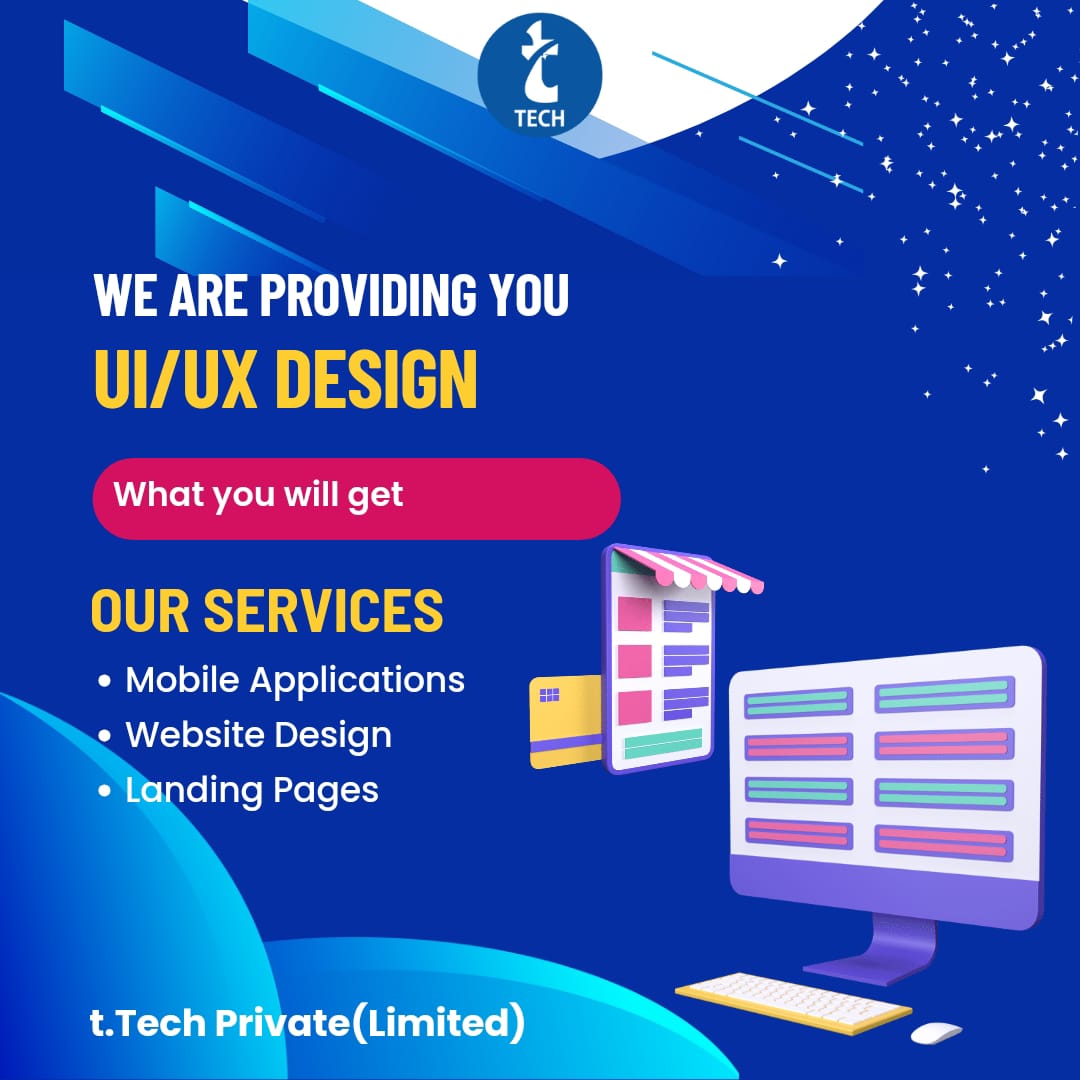 TECH
WE ARE PROVIDING YOU
UI/UX DESIGN
What you will get
OUR SERVICES
• Mobile Applications
• Website Design
• Landing Pages
t.Tech Private(Limited)